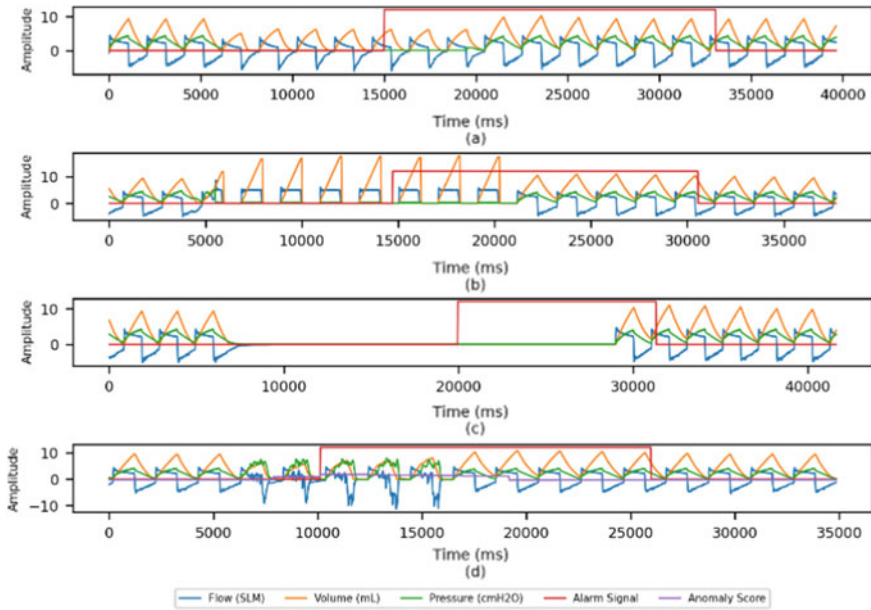 Amplitude
10
0
0 5000 10000 15000 20000 25000 30000 35000 40000
Time (ms)
(a)
Amplitude
10
0
0 5000 10000 15000 20000 25000 30000 35000
Time (ms)
(b)
Amplitude
10
0
0 10000 20000 30000 40000
Time (ms)
(c)
Amplitude
10
0
−10
0 5000 10000 15000 20000 25000 30000 35000
Time (ms)
(d)
Flow (SLM) Volume (mL) Pressure (cmH2O) Alarm Signal Anomaly Score